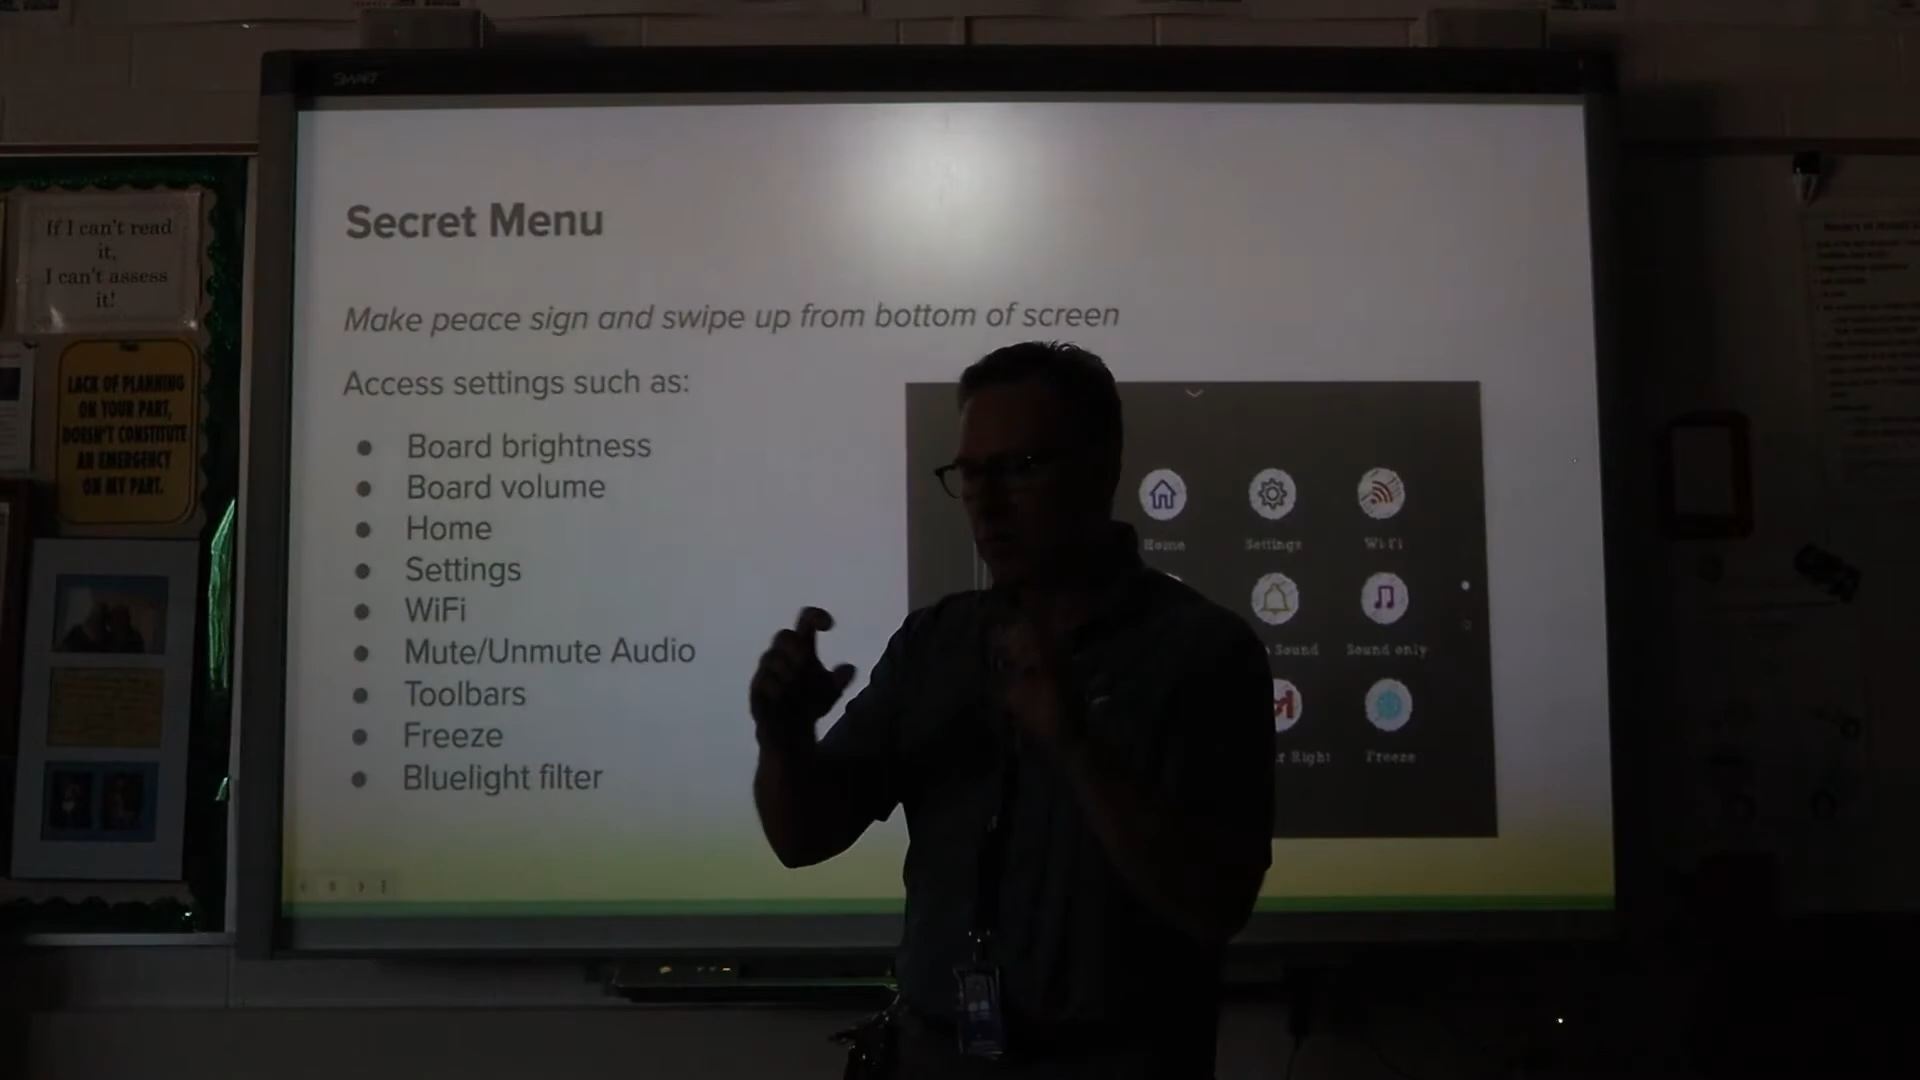 SMART
If I can't read
it,
I can't assess
it!
LACK OF PLANNING
ON YOUR PART,
DOESN'T CONSTITUTE
AN EMERGENCY
ON MY PART.
Secret Menu
Make peace sign and swipe up from bottom of screen
Access settings such as:
● Board brightness
● Board volume
● Home
● Settings
● WiFi
● Mute/Unmute Audio
● Toolbars
● Freeze
● Bluelight filter
Home Settings Wi-Fi
Sound Sound only
Right Freeze